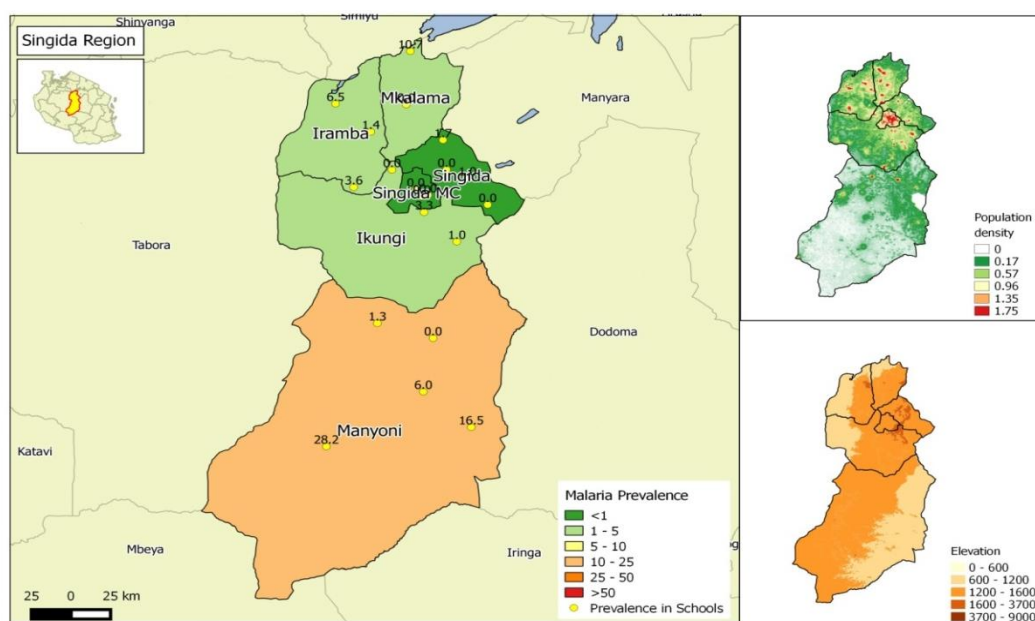 Singida Region
Shinyanga
Simiyu
Manyara
Tabora
Dodoma
Katavi
Mbeya
Iringa
10.7
6.5
Mkalama
1.4
Iramba
1.7
0.0
0.0
1.0
Singida
3.6
0.0
Singida MC
0.0
3.3
Ikungi
1.0
1.3
0.0
6.0
16.5
Manyoni
28.2
25 0 25 km
Malaria Prevalence
<1
1 - 5
5 - 10
10 - 25
25 - 50
>50
Prevalence in Schools
Population
density
0
0.17
0.57
0.96
1.35
1.75
Elevation
0 - 600
600 - 1200
1200 - 1600
1600 - 3700
3700 - 9000